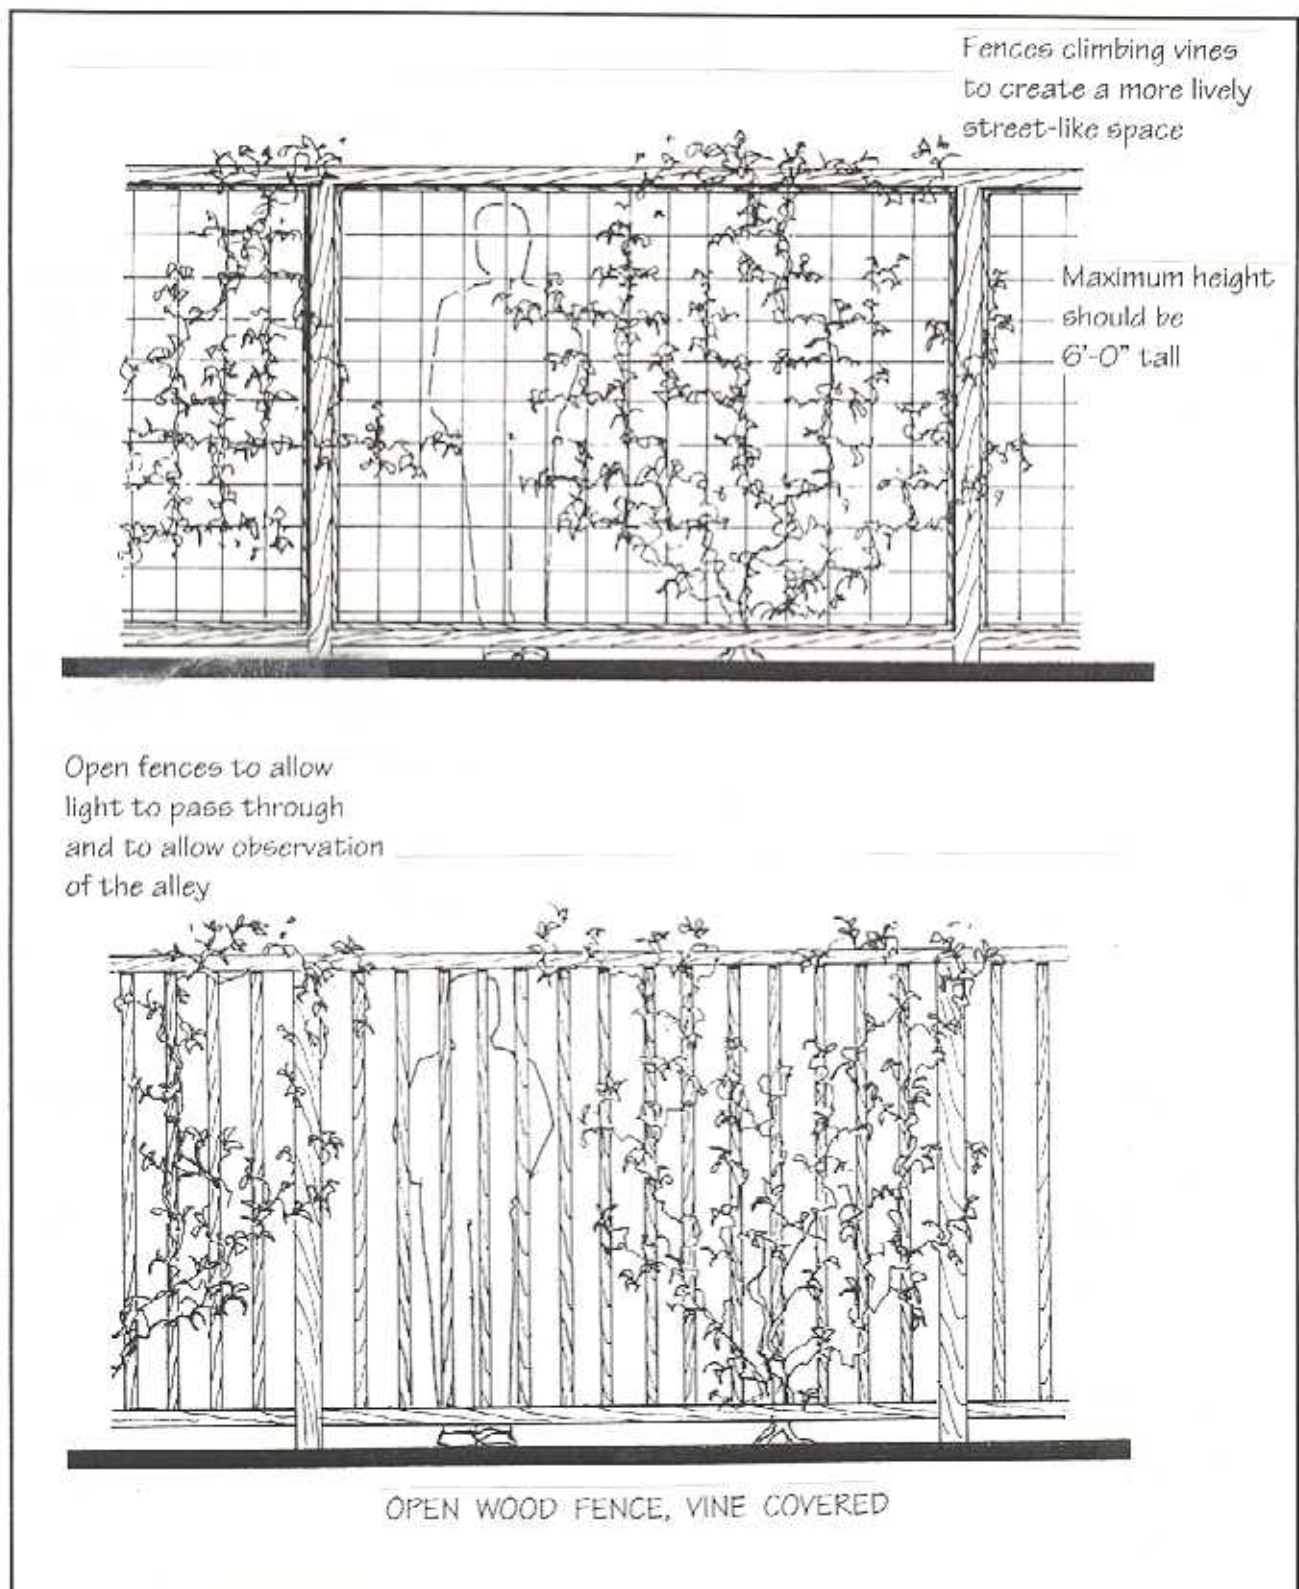 Fences climbing vines
to create a more lively
street-like space
Maximum height
should be
6'-0" tall
Open fences to allow
light to pass through
and to allow observation
of the alley
OPEN WOOD FENCE, VINE COVERED